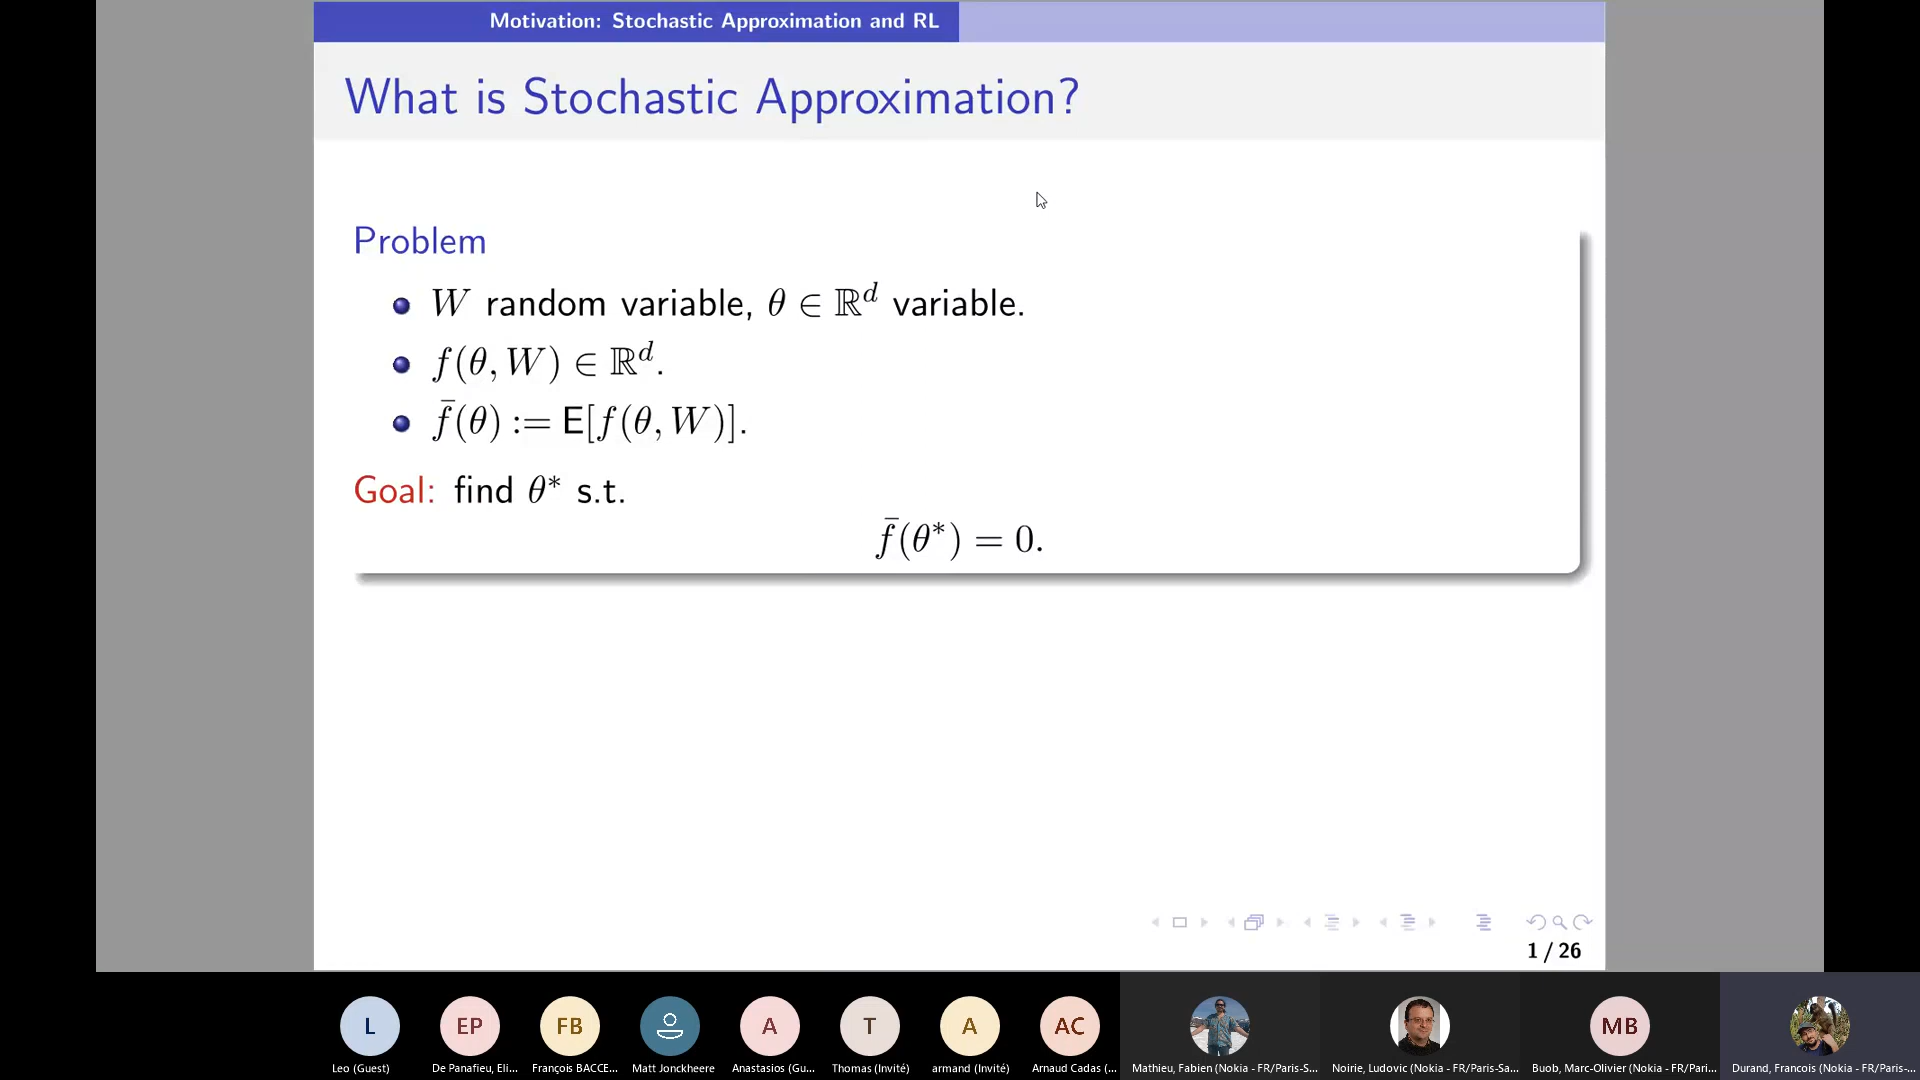 Motivation: Stochastic Approximation and RL
What is Stochastic Approximation?
Problem
W random variable, θ ∈ ℝ^d variable.
f(θ, W) ∈ ℝ^d.
f̄(θ) := E[f(θ, W)].
Goal: find θ* s.t.
f̄(θ*) = 0.
1 / 26
L EP FB A T A AC MB
Leo (Guest) De Panafieu, Eli... François BACCE... Matt Jonckheere Anastasios (Gu... Thomas (Invité) armand (Invité) Arnaud Cadas (... Mathieu, Fabien (Nokia - FR/Paris-S... Noirie, Ludovic (Nokia - FR/Paris-Sa... Buob, Marc-Olivier (Nokia - FR/Pari... Durand, Francois (Nokia - FR/Paris-...